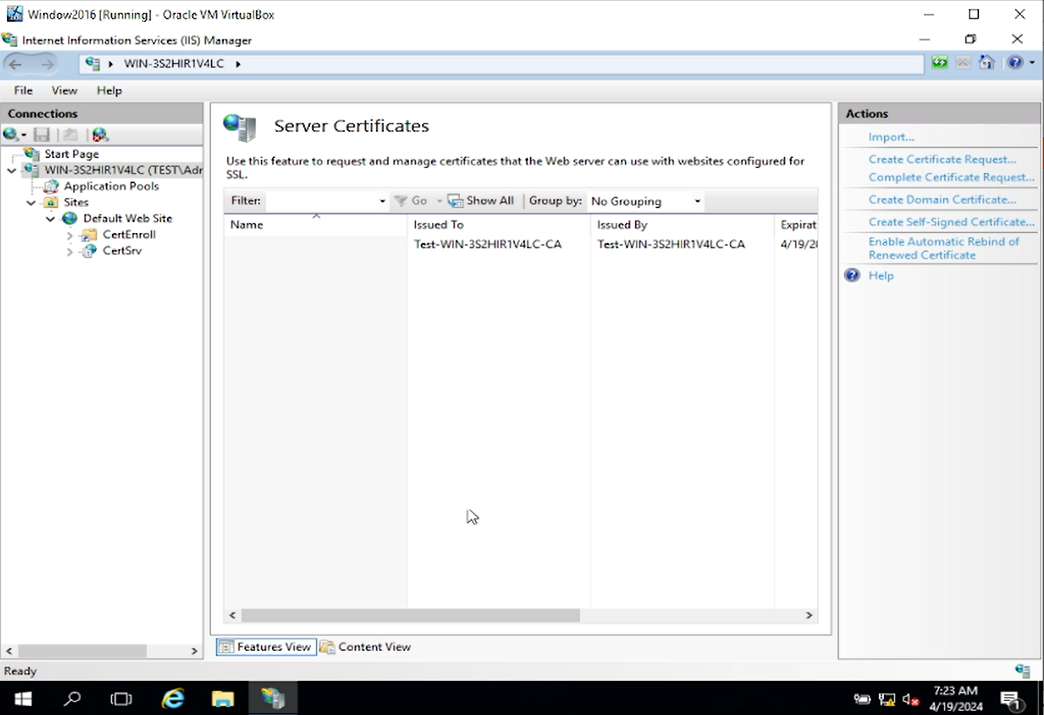 Window2016 [Running] - Oracle VM VirtualBox
Internet Information Services (IIS) Manager
WIN-3S2HIR1V4LC
File View Help
Connections
Start Page
WIN-3S2HIR1V4LC (TEST\Adr
Application Pools
Sites
Default Web Site
CertEnroll
CertSrv
Server Certificates
Use this feature to request and manage certificates that the Web server can use with websites configured for
SSL.
Filter: Go Show All Group by: No Grouping
Name Issued To Issued By Expirat
Test-WIN-3S2HIR1V4LC-CA Test-WIN-3S2HIR1V4LC-CA 4/19/20
Features View Content View
Actions
Import...
Create Certificate Request...
Complete Certificate Request...
Create Domain Certificate...
Create Self-Signed Certificate...
Enable Automatic Rebind of
Renewed Certificate
Help
Ready
7:23 AM
4/19/2024
1